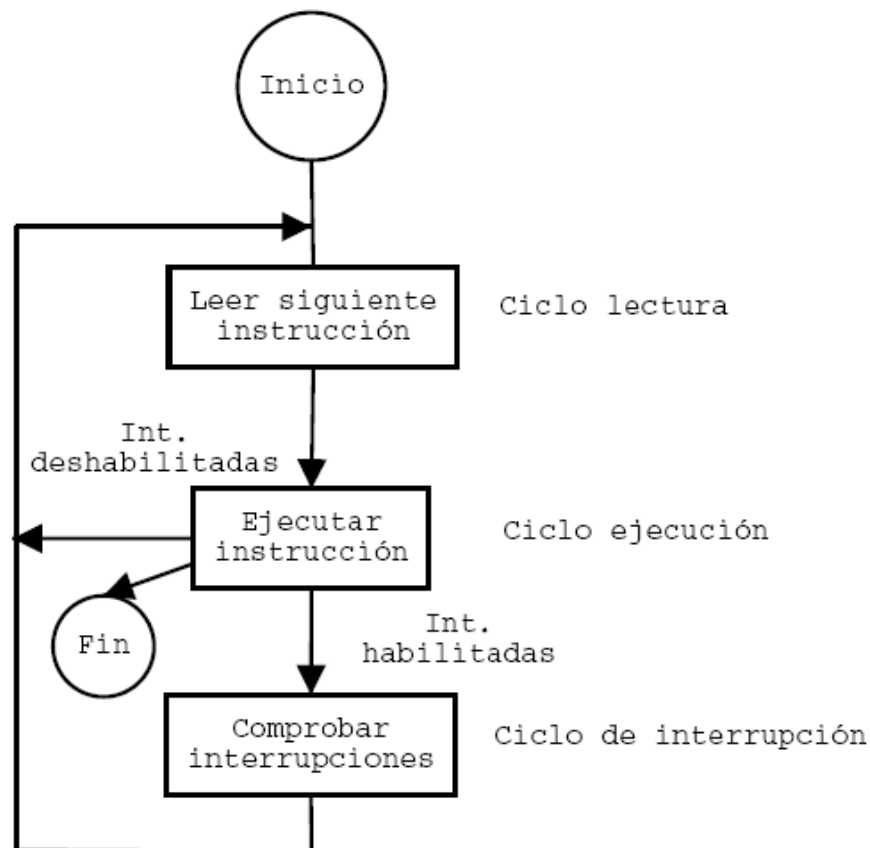 Inicio
Leer siguiente
instrucción
Ciclo lectura
Int.
deshabilitadas
Ejecutar
instrucción
Ciclo ejecución
Fin
Int.
habilitadas
Comprobar
interrupciones
Ciclo de interrupción